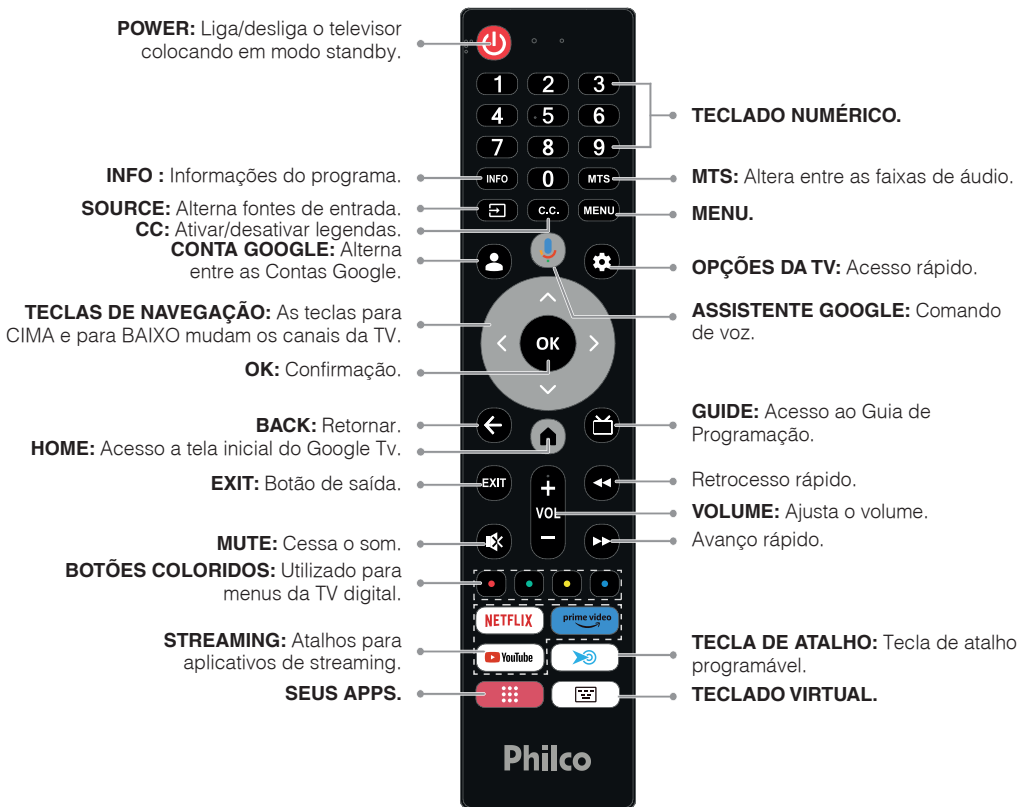 POWER: Liga/desliga o televisor
colocando em modo standby.
1 2 3
4 5 6
TECLADO NUMÉRICO.
7 8 9
INFO : Informações do programa.
INFO 0 MTS
MTS: Altera entre as faixas de áudio.
SOURCE: Alterna fontes de entrada.
C.C. MENU
MENU.
CC: Ativar/desativar legendas.
CONTA GOOGLE: Alterna
entre as Contas Google.
OPÇÕES DA TV: Acesso rápido.
TECLAS DE NAVEGAÇÃO: As teclas para
CIMA e para BAIXO mudam os canais da TV.
ASSISTENTE GOOGLE: Comando
de voz.
OK
OK: Confirmação.
BACK: Retornar.
GUIDE: Acesso ao Guia de
Programação.
HOME: Acesso a tela inicial do Google Tv.
EXIT: Botão de saída.
EXIT
Retrocesso rápido.
VOL
VOLUME: Ajusta o volume.
MUTE: Cessa o som.
Avanço rápido.
BOTÕES COLORIDOS: Utilizado para
menus da TV digital.
NETFLIX prime video
STREAMING: Atalhos para
aplicativos de streaming.
YouTube
TECLA DE ATALHO: Tecla de atalho
programável.
SEUS APPS.
TECLADO VIRTUAL.
Philco